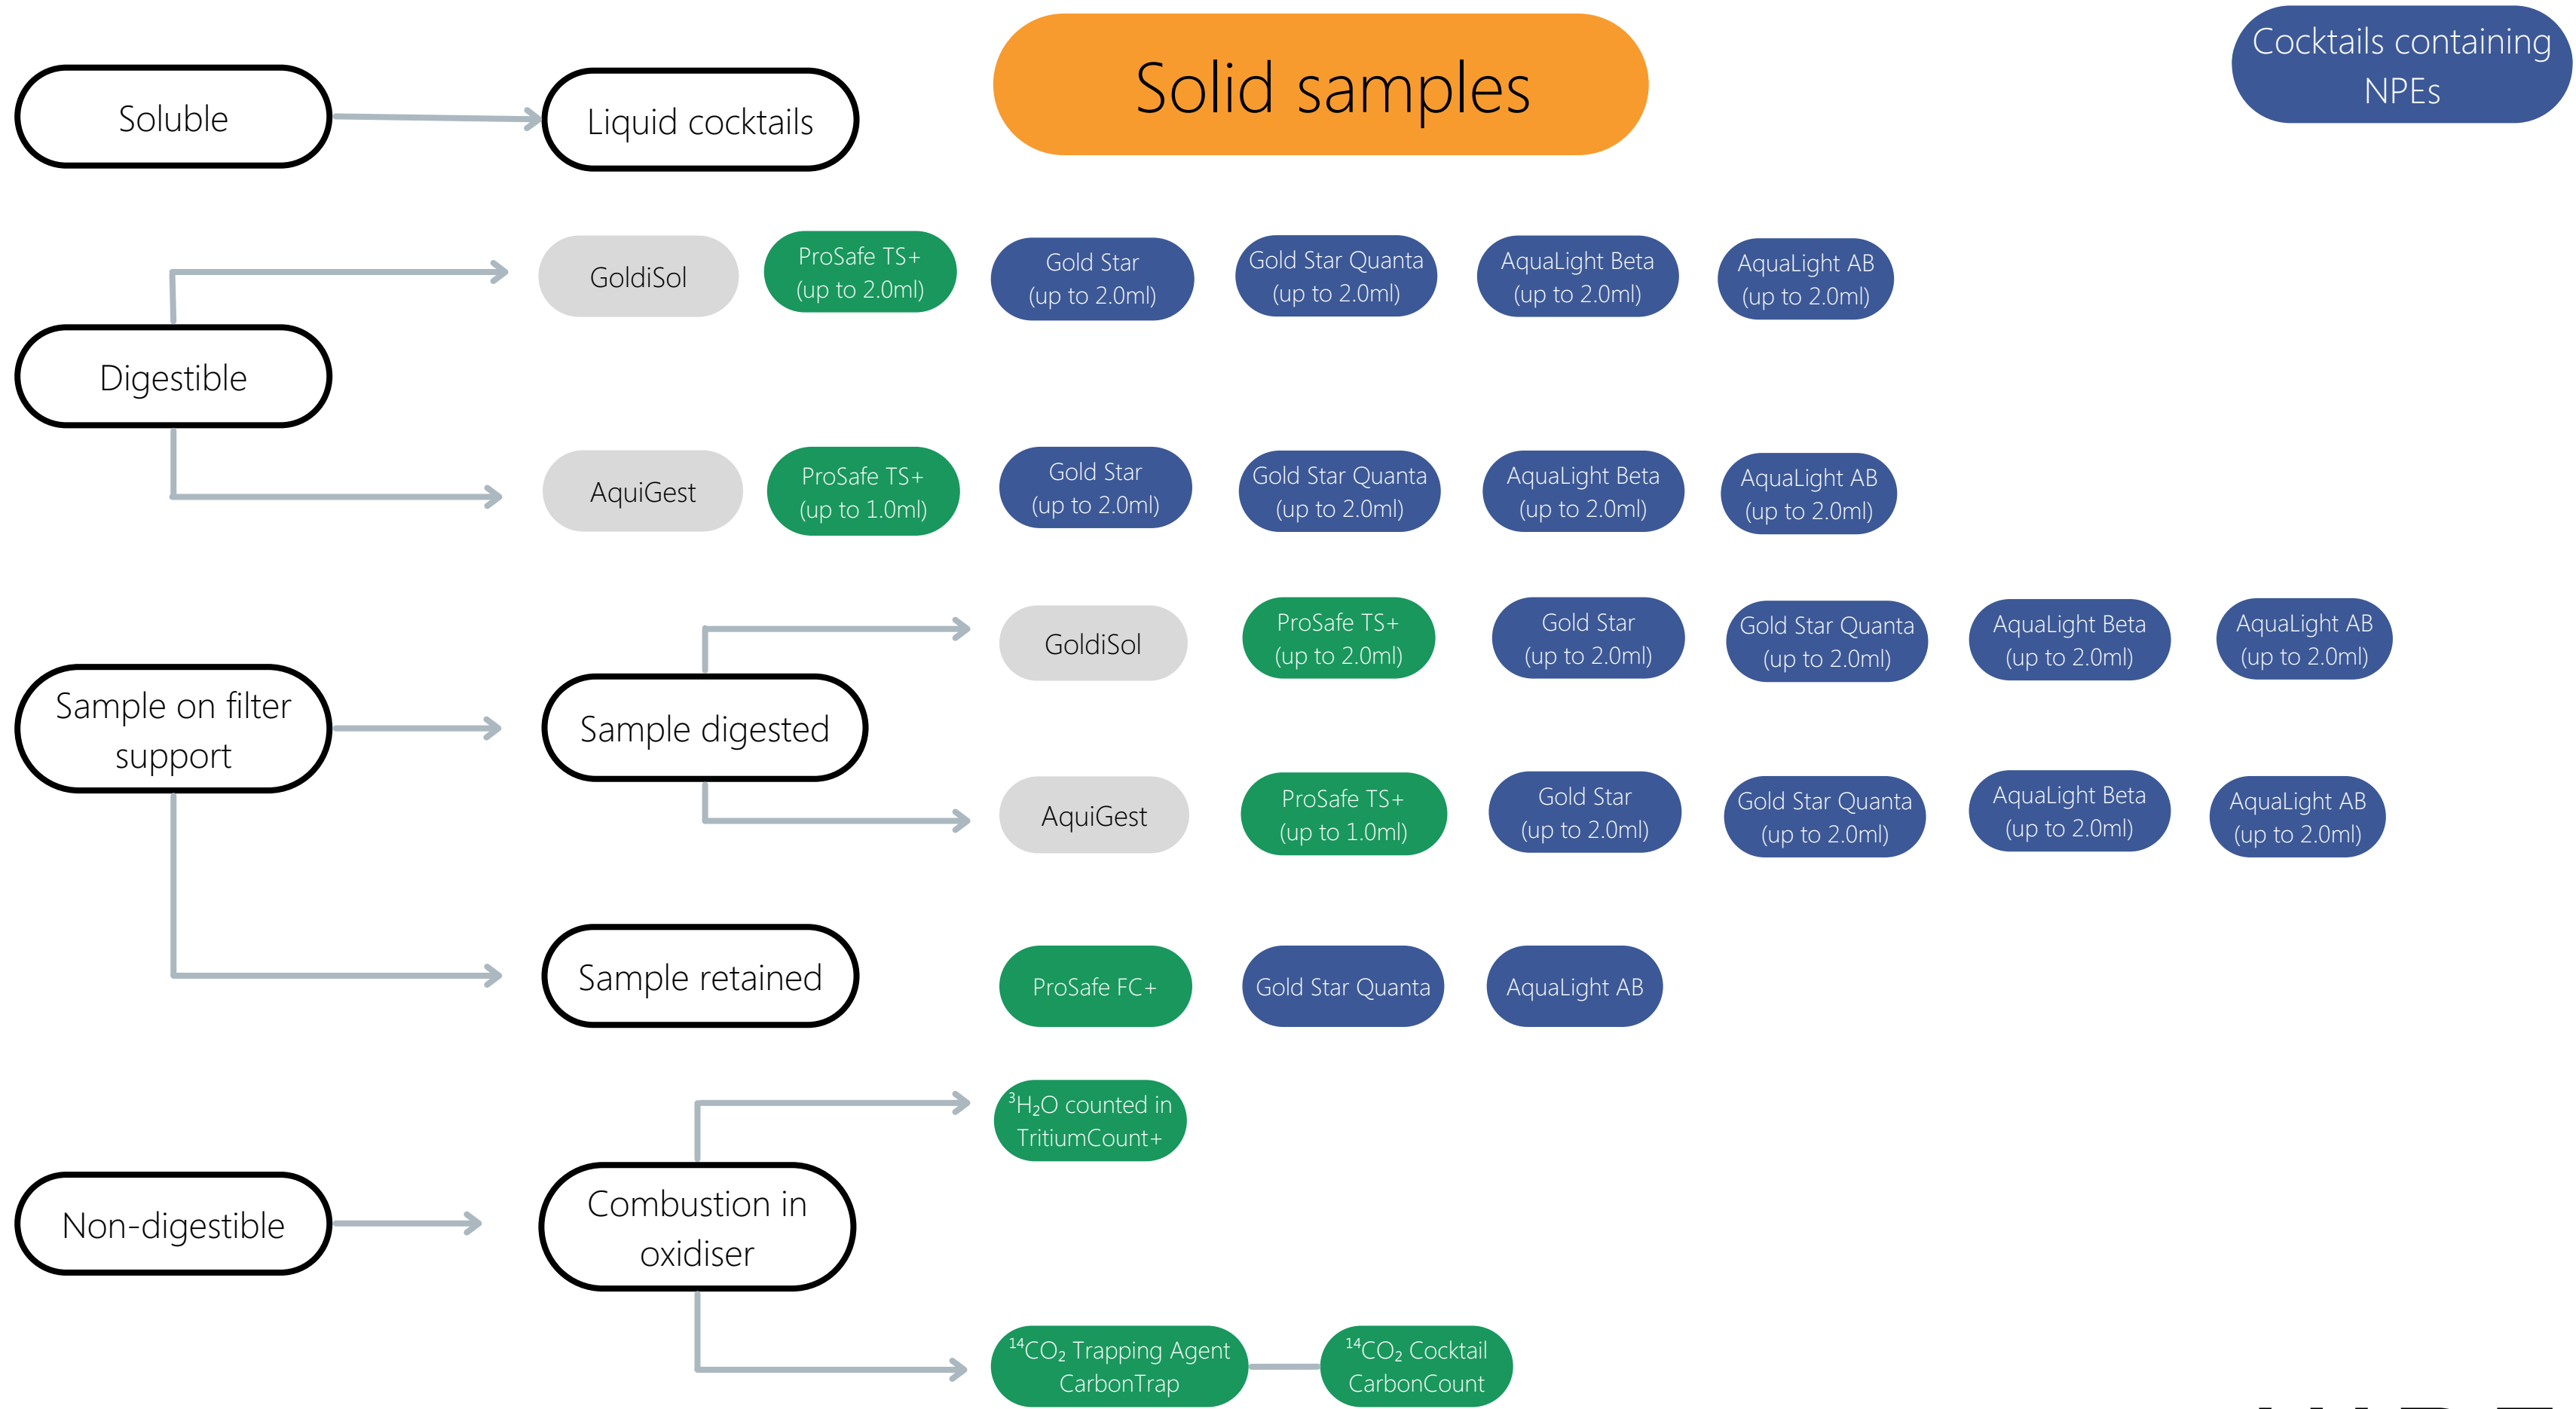 Solid samples
Cocktails containing
NPEs
Soluble
Liquid cocktails
Digestible
GoldiSol
ProSafe TS+
(up to 2.0ml)
Gold Star
(up to 2.0ml)
Gold Star Quanta
(up to 2.0ml)
AquaLight Beta
(up to 2.0ml)
AquaLight AB
(up to 2.0ml)
AquiGest
ProSafe TS+
(up to 1.0ml)
Gold Star
(up to 2.0ml)
Gold Star Quanta
(up to 2.0ml)
AquaLight Beta
(up to 2.0ml)
AquaLight AB
(up to 2.0ml)
Sample on filter
support
Sample digested
GoldiSol
ProSafe TS+
(up to 2.0ml)
Gold Star
(up to 2.0ml)
Gold Star Quanta
(up to 2.0ml)
AquaLight Beta
(up to 2.0ml)
AquaLight AB
(up to 2.0ml)
AquiGest
ProSafe TS+
(up to 1.0ml)
Gold Star
(up to 2.0ml)
Gold Star Quanta
(up to 2.0ml)
AquaLight Beta
(up to 2.0ml)
AquaLight AB
(up to 2.0ml)
Sample retained
ProSafe FC+
Gold Star Quanta
AquaLight AB
Non-digestible
Combustion in
oxidiser
³H₂O counted in
TritiumCount+
¹⁴CO₂ Trapping Agent
CarbonTrap
¹⁴CO₂ Cocktail
CarbonCount